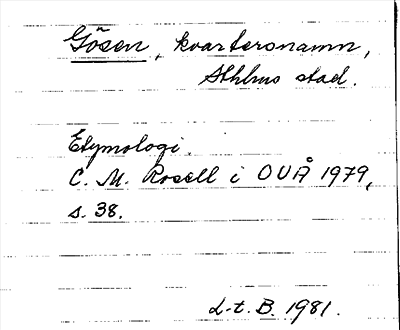 Gösen, kvartersnamn,
Sthlms stad.
Etymologi.
C. M. Rosell i OUÅ 1979,
s. 38.
L-t. B. 1981.